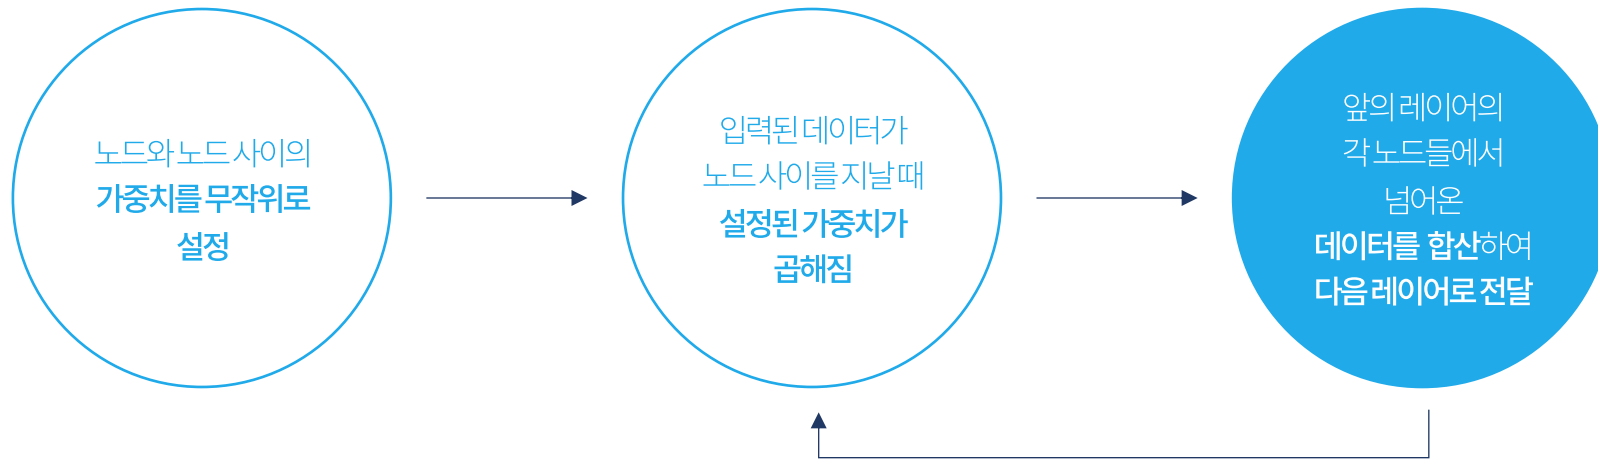 노드와 노드 사이의
가중치를 무작위로
설정
입력된 데이터가
노드 사이를 지날 때
설정된 가중치가
곱해짐
앞의 레이어의
각 노드들에서
넘어온
데이터를 합산하여
다음 레이어로 전달